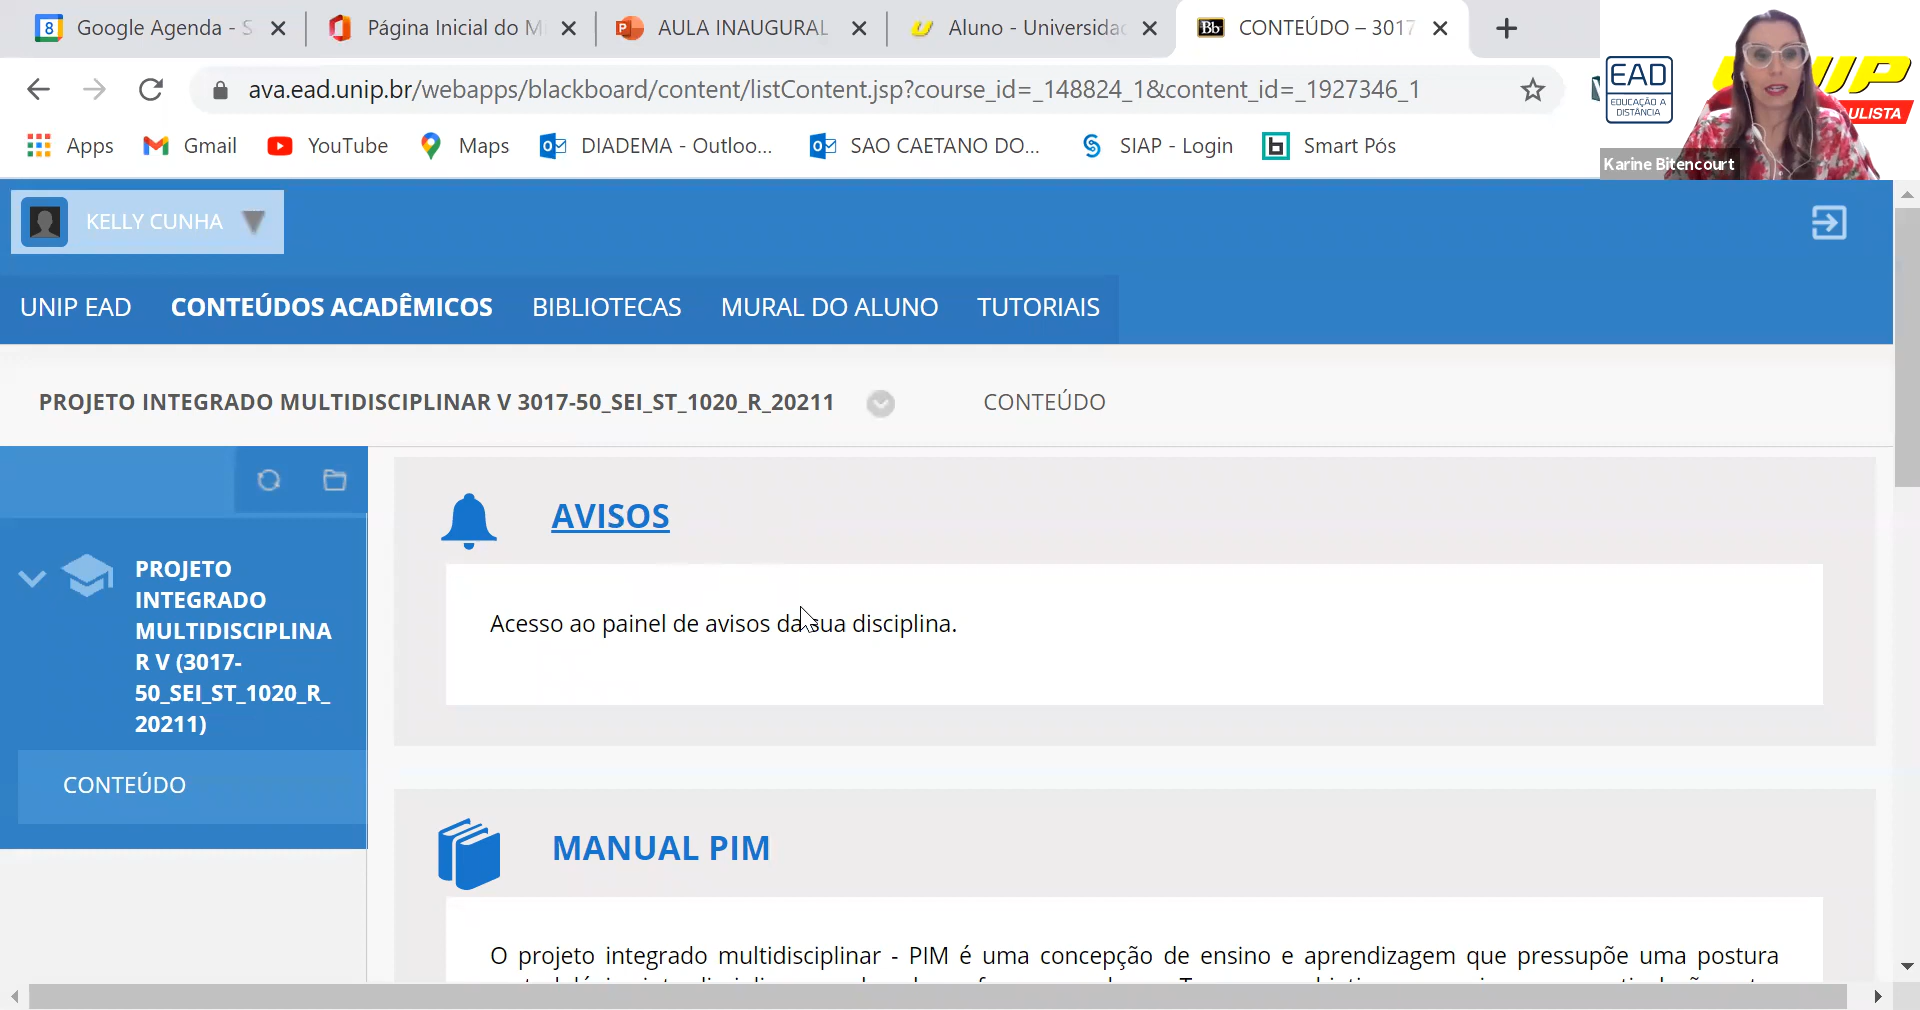 8
Google Agenda - S
Página Inicial do M
P
AULA INAUGURAL
Aluno - Universidad
Bb
CONTEÚDO – 3017
ava.ead.unip.br/webapps/blackboard/content/listContent.jsp?course_id=_148824_1&content_id=_1927346_1
EAD
EDUCAÇÃO A
DISTÂNCIA
UNIP
ULISTA
Apps
Gmail
YouTube
Maps
DIADEMA - Outloo...
SAO CAETANO DO...
SIAP - Login
Smart Pós
Karine Bitencourt
KELLY CUNHA
UNIP EAD
CONTEÚDOS ACADÊMICOS
BIBLIOTECAS
MURAL DO ALUNO
TUTORIAIS
PROJETO INTEGRADO MULTIDISCIPLINAR V 3017-50_SEI_ST_1020_R_20211
CONTEÚDO
PROJETO
INTEGRADO
MULTIDISCIPLINA
R V (3017-
50_SEI_ST_1020_R_
20211)
CONTEÚDO
AVISOS
Acesso ao painel de avisos da sua disciplina.
MANUAL PIM
O projeto integrado multidisciplinar - PIM é uma concepção de ensino e aprendizagem que pressupõe uma postura